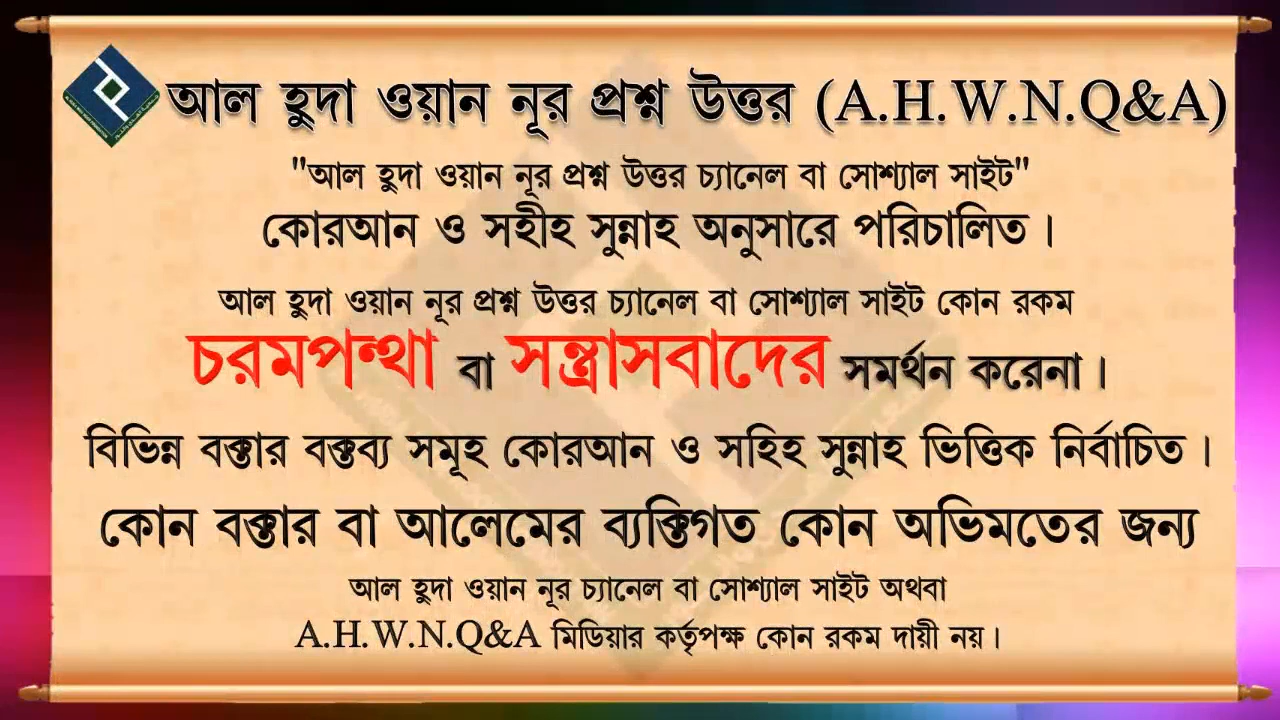 আল হুদা ওয়ান নূর প্রশ্ন উত্তর (A.H.W.N.Q&A)
"আল হুদা ওয়ান নূর প্রশ্ন উত্তর চ্যানেল বা সোশ্যাল সাইট"
কোরআন ও সহীহ সুন্নাহ অনুসারে পরিচালিত ।
আল হুদা ওয়ান নূর প্রশ্ন উত্তর চ্যানেল বা সোশ্যাল সাইট কোন রকম
চরমপন্থা বা সন্ত্রাসবাদের সমর্থন করেনা ।
বিভিন্ন বক্তার বক্তব্য সমূহ কোরআন ও সহিহ সুন্নাহ ভিত্তিক নির্বাচিত ।
কোন বক্তার বা আলেমের ব্যক্তিগত কোন অভিমতের জন্য
আল হুদা ওয়ান নূর চ্যানেল বা সোশ্যাল সাইট অথবা
A.H.W.N.Q&A মিডিয়ার কর্তৃপক্ষ কোন রকম দায়ী নয় ।